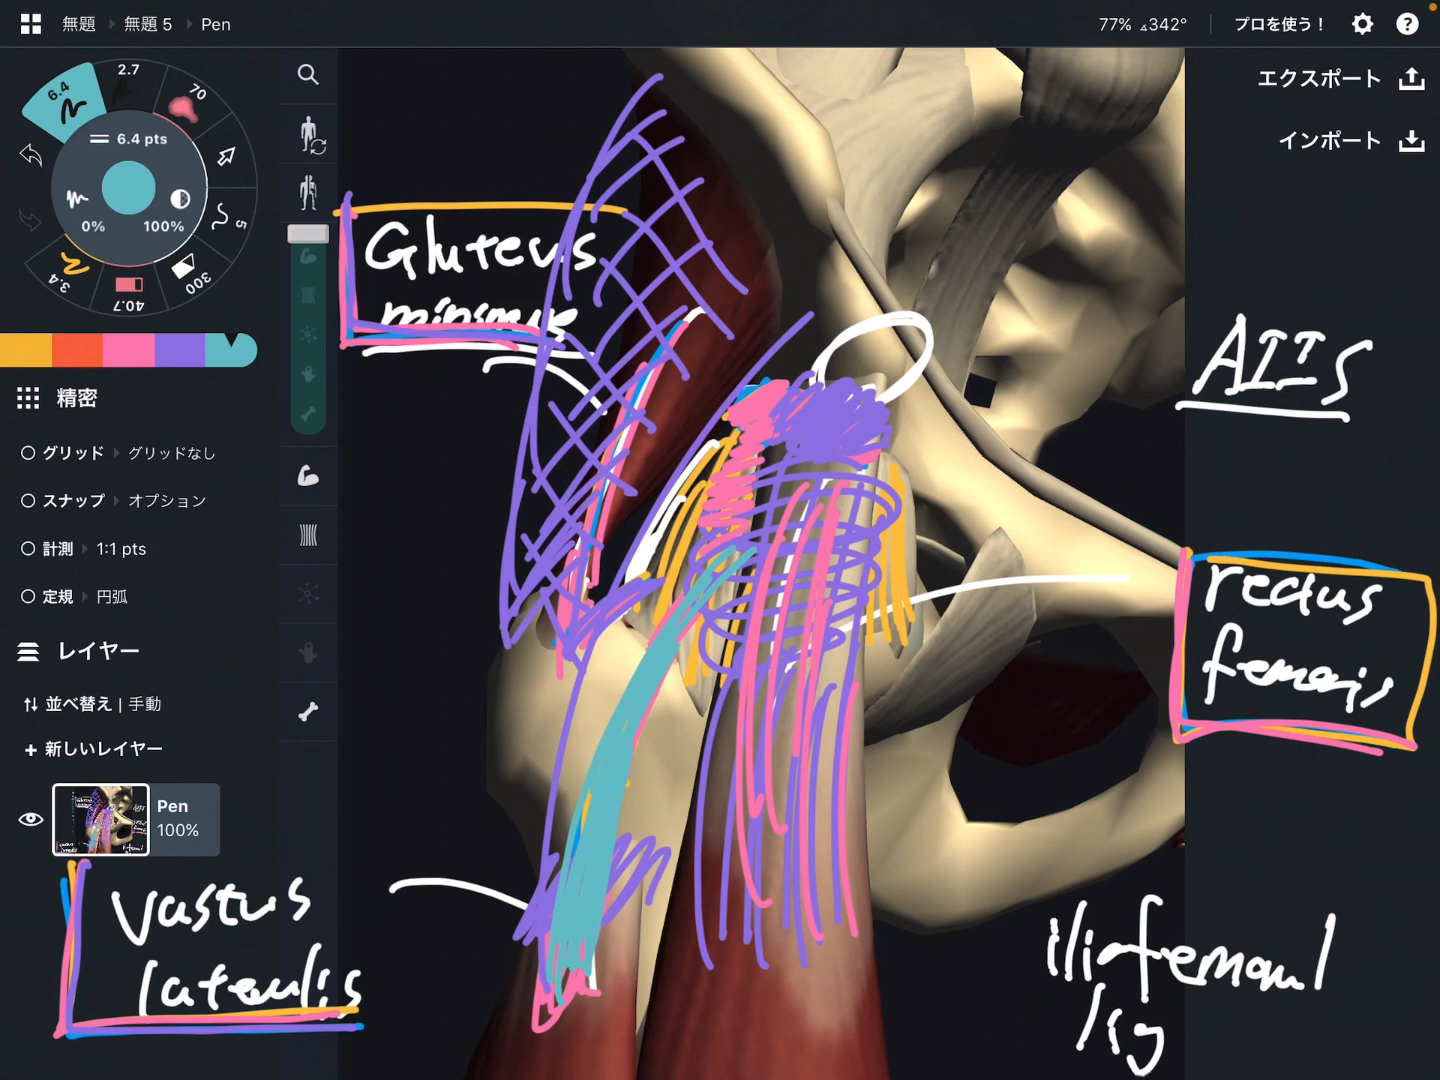 無題 無題 5 Pen
77% ⦟342°
プロを使う！
エクスポート
インポート
2.7
6.4
70
5
300
40.7
3.4
6.4 pts
0% 100%
精密
グリッド グリッドなし
スナップ オプション
計測 1:1 pts
定規 円弧
レイヤー
並べ替え | 手動
+ 新しいレイヤー
Pen
100%
Gluteus
AIIS
rectus
femoris
Vastus
lateralis
iliofemoral
lig